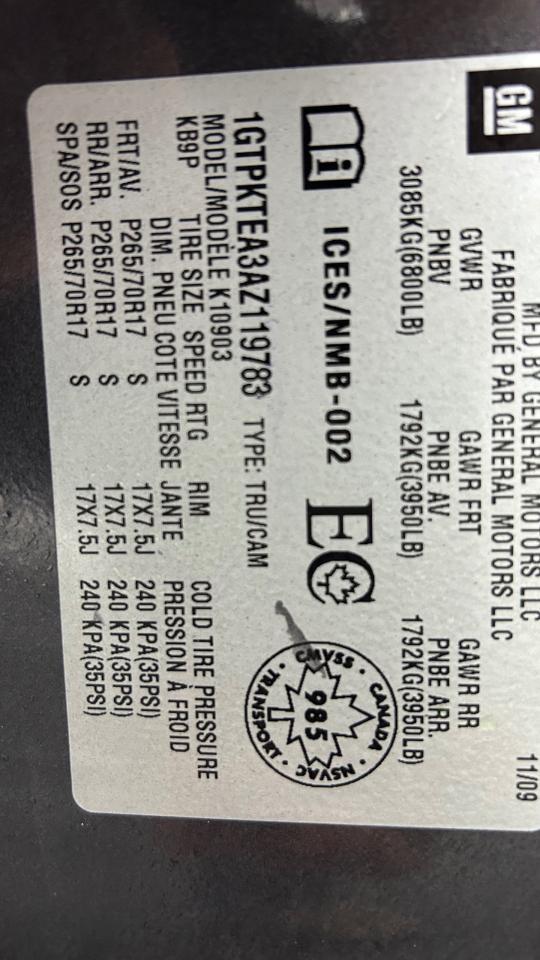 GM
MFD BY GENERAL MOTORS LLC 11/09
FABRIQUÉ PAR GENERAL MOTORS LLC
GVWR GAWR FRT GAWR RR
PNBV PNBE AV. PNBE ARR.
3085KG(6800LB) 1792KG(3950LB) 1792KG(3950LB)
i ICES/NMB-002 EC
CMVSS · CANADA · NSVAC · TRANSPORT ·
985
1GTPKTEA3AZ119783 TYPE: TRU/CAM
MODEL/MODÈLE K10903
KB9P TIRE SIZE SPEED RTG RIM COLD TIRE PRESSURE
DIM. PNEU COTE VITESSE JANTE PRESSION À FROID
FRT/AV. P265/70R17 S 17X7.5J 240 KPA(35PSI)
RR/ARR. P265/70R17 S 17X7.5J 240 KPA(35PSI)
SPA/SOS P265/70R17 S 17X7.5J 240 KPA(35PSI)